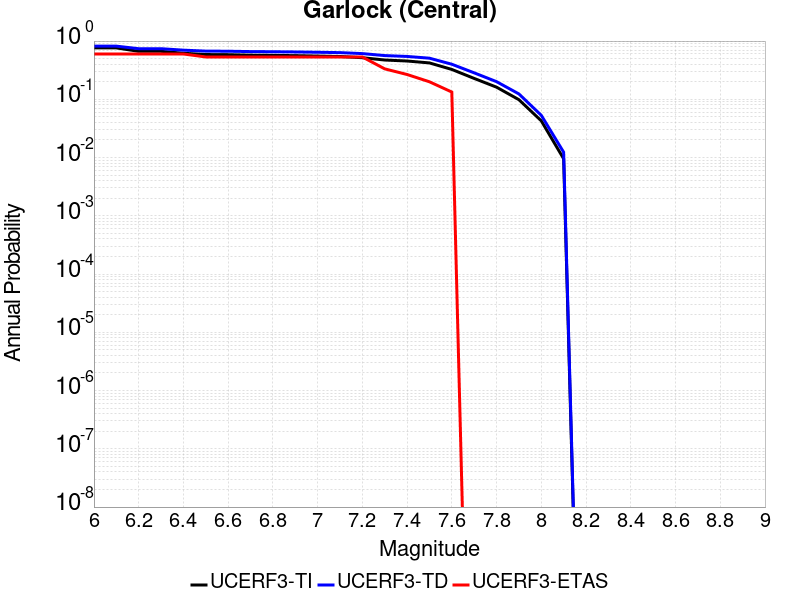 Garlock (Central)
10^0
10^-1
10^-2
10^-3
10^-4
10^-5
10^-6
10^-7
10^-8
Annual Probability
6 6.2 6.4 6.6 6.8 7 7.2 7.4 7.6 7.8 8 8.2 8.4 8.6 8.8 9
Magnitude
UCERF3-TI UCERF3-TD UCERF3-ETAS